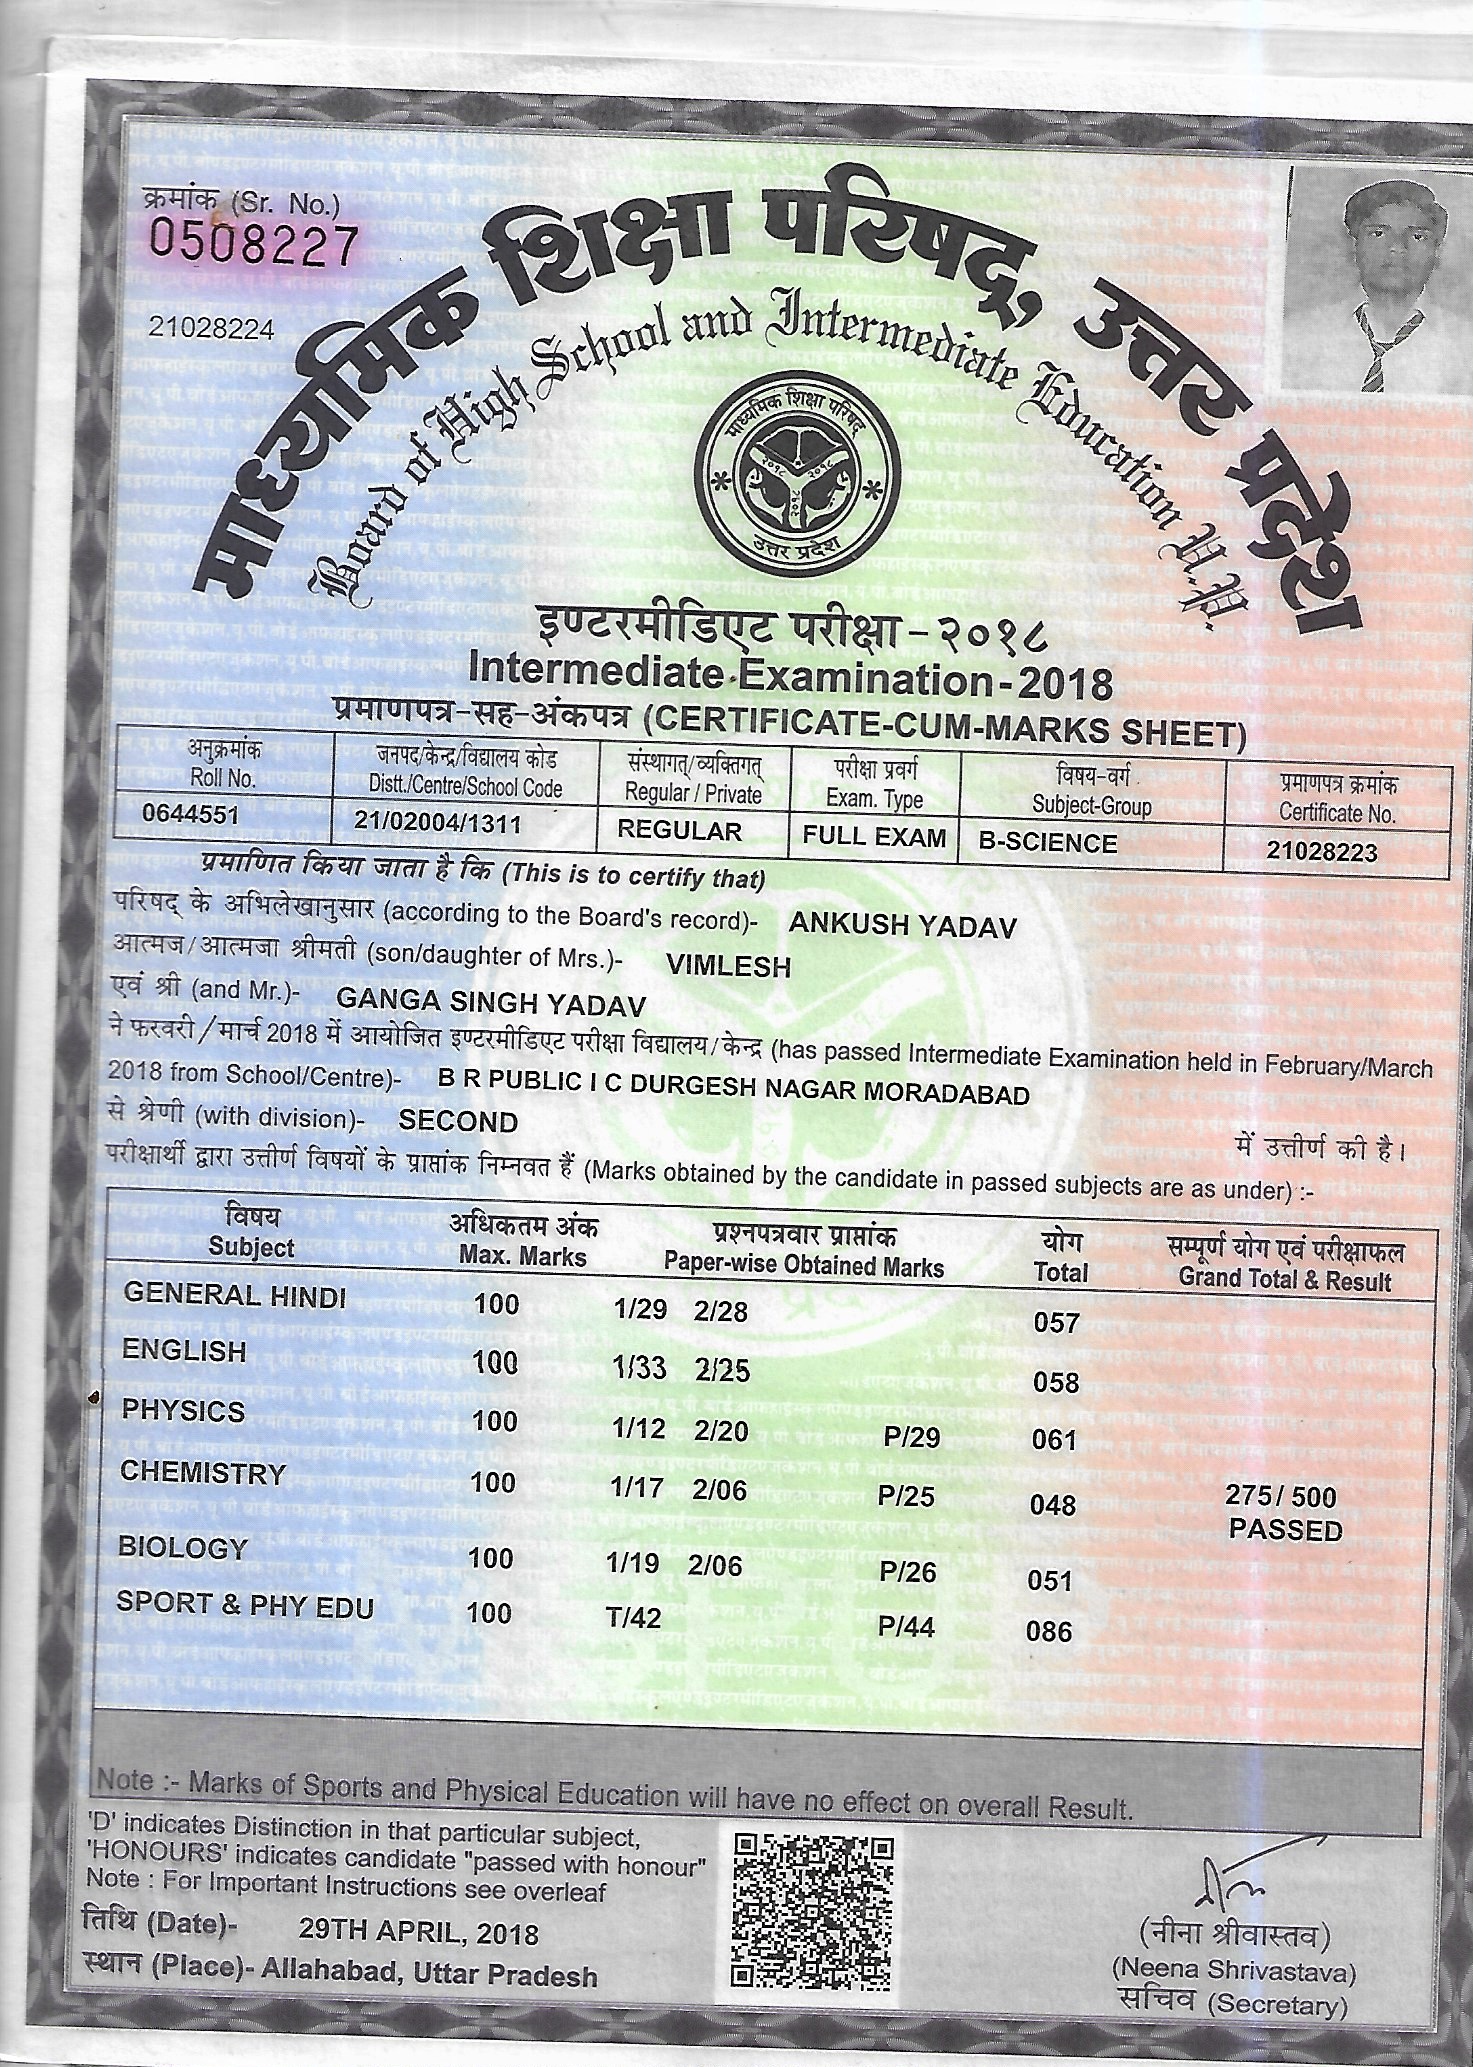 क्रमांक (Sr. No.)
0508227
21028224
माध्यमिक शिक्षा परिषद्, उत्तर प्रदेश
Board of High School and Intermediate Education U.P.
माध्यमिक शिक्षा परिषद्
२०१८ २०१८
२०१८
उत्तर प्रदेश
इण्टरमीडिएट परीक्षा-२०१८
Intermediate Examination-2018
प्रमाणपत्र-सह-अंकपत्र (CERTIFICATE-CUM-MARKS SHEET)
अनुक्रमांक जनपद/केन्द्र/विद्यालय कोड संस्थागत्/व्यक्तिगत् परीक्षा प्रवर्ग विषय-वर्ग प्रमाणपत्र क्रमांक
Roll No. Distt./Centre/School Code Regular / Private Exam. Type Subject-Group Certificate No.
0644551 21/02004/1311 REGULAR FULL EXAM B-SCIENCE 21028223
प्रमाणित किया जाता है कि (This is to certify that)
परिषद् के अभिलेखानुसार (according to the Board's record)- ANKUSH YADAV
आत्मज/आत्मजा श्रीमती (son/daughter of Mrs.)- VIMLESH
एवं श्री (and Mr.)- GANGA SINGH YADAV
ने फरवरी/मार्च 2018 में आयोजित इण्टरमीडिएट परीक्षा विद्यालय/केन्द्र (has passed Intermediate Examination held in February/March
2018 from School/Centre)- B R PUBLIC I C DURGESH NAGAR MORADABAD
से श्रेणी (with division)- SECOND में उत्तीर्ण की है।
परीक्षार्थी द्वारा उत्तीर्ण विषयों के प्राप्तांक निम्नवत हैं (Marks obtained by the candidate in passed subjects are as under) :-
विषय अधिकतम अंक प्रश्नपत्रवार प्राप्तांक योग सम्पूर्ण योग एवं परीक्षाफल
Subject Max. Marks Paper-wise Obtained Marks Total Grand Total & Result
GENERAL HINDI 100 1/29 2/28 057
ENGLISH 100 1/33 2/25 058
PHYSICS 100 1/12 2/20 P/29 061
CHEMISTRY 100 1/17 2/06 P/25 048 275/ 500
PASSED
BIOLOGY 100 1/19 2/06 P/26 051
SPORT & PHY EDU 100 T/42 P/44 086
Note :- Marks of Sports and Physical Education will have no effect on overall Result.
'D' indicates Distinction in that particular subject,
'HONOURS' indicates candidate "passed with honour"
Note : For Important Instructions see overleaf
तिथि (Date)- 29TH APRIL, 2018
स्थान (Place)- Allahabad, Uttar Pradesh
(नीना श्रीवास्तव)
(Neena Shrivastava)
सचिव (Secretary)